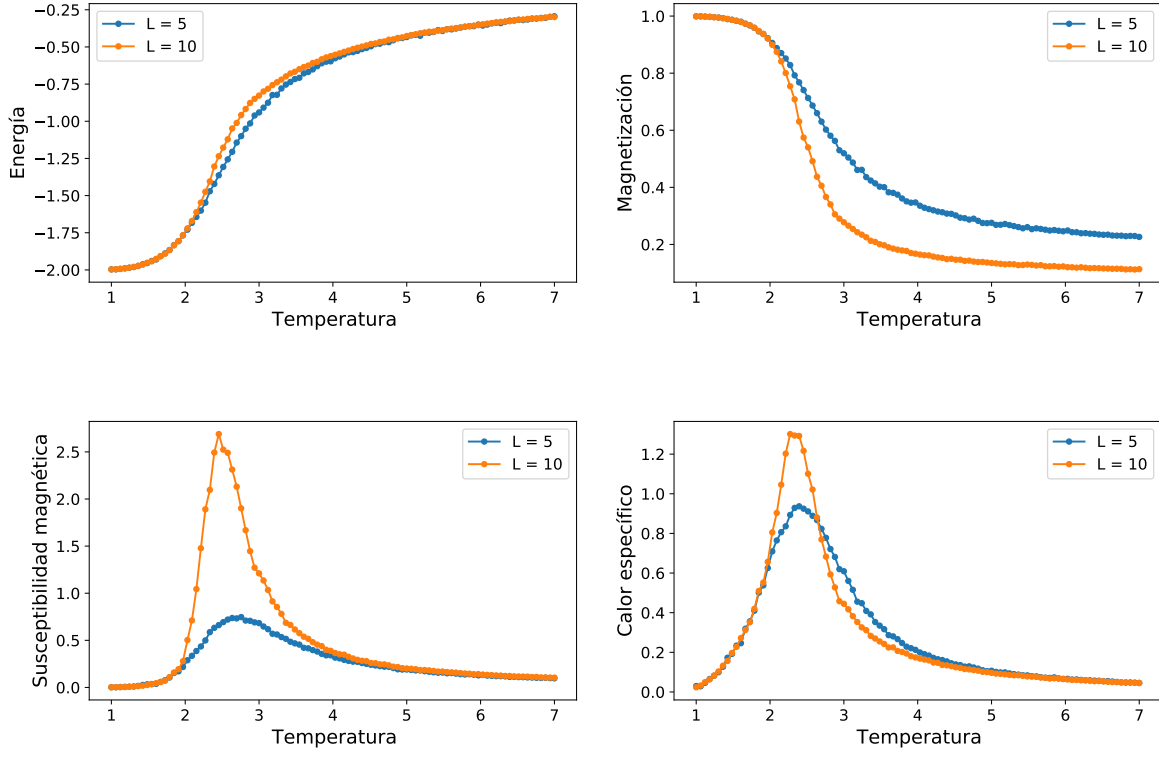 −0.25
−0.50
−0.75
−1.00
−1.25
−1.50
−1.75
−2.00
Energía
L = 5
L = 10
1 2 3 4 5 6 7
Temperatura
1.0
0.8
0.6
0.4
0.2
Magnetización
L = 5
L = 10
1 2 3 4 5 6 7
Temperatura
2.5
2.0
1.5
1.0
0.5
0.0
Susceptibilidad magnética
L = 5
L = 10
1 2 3 4 5 6 7
Temperatura
1.2
1.0
0.8
0.6
0.4
0.2
0.0
Calor específico
L = 5
L = 10
1 2 3 4 5 6 7
Temperatura